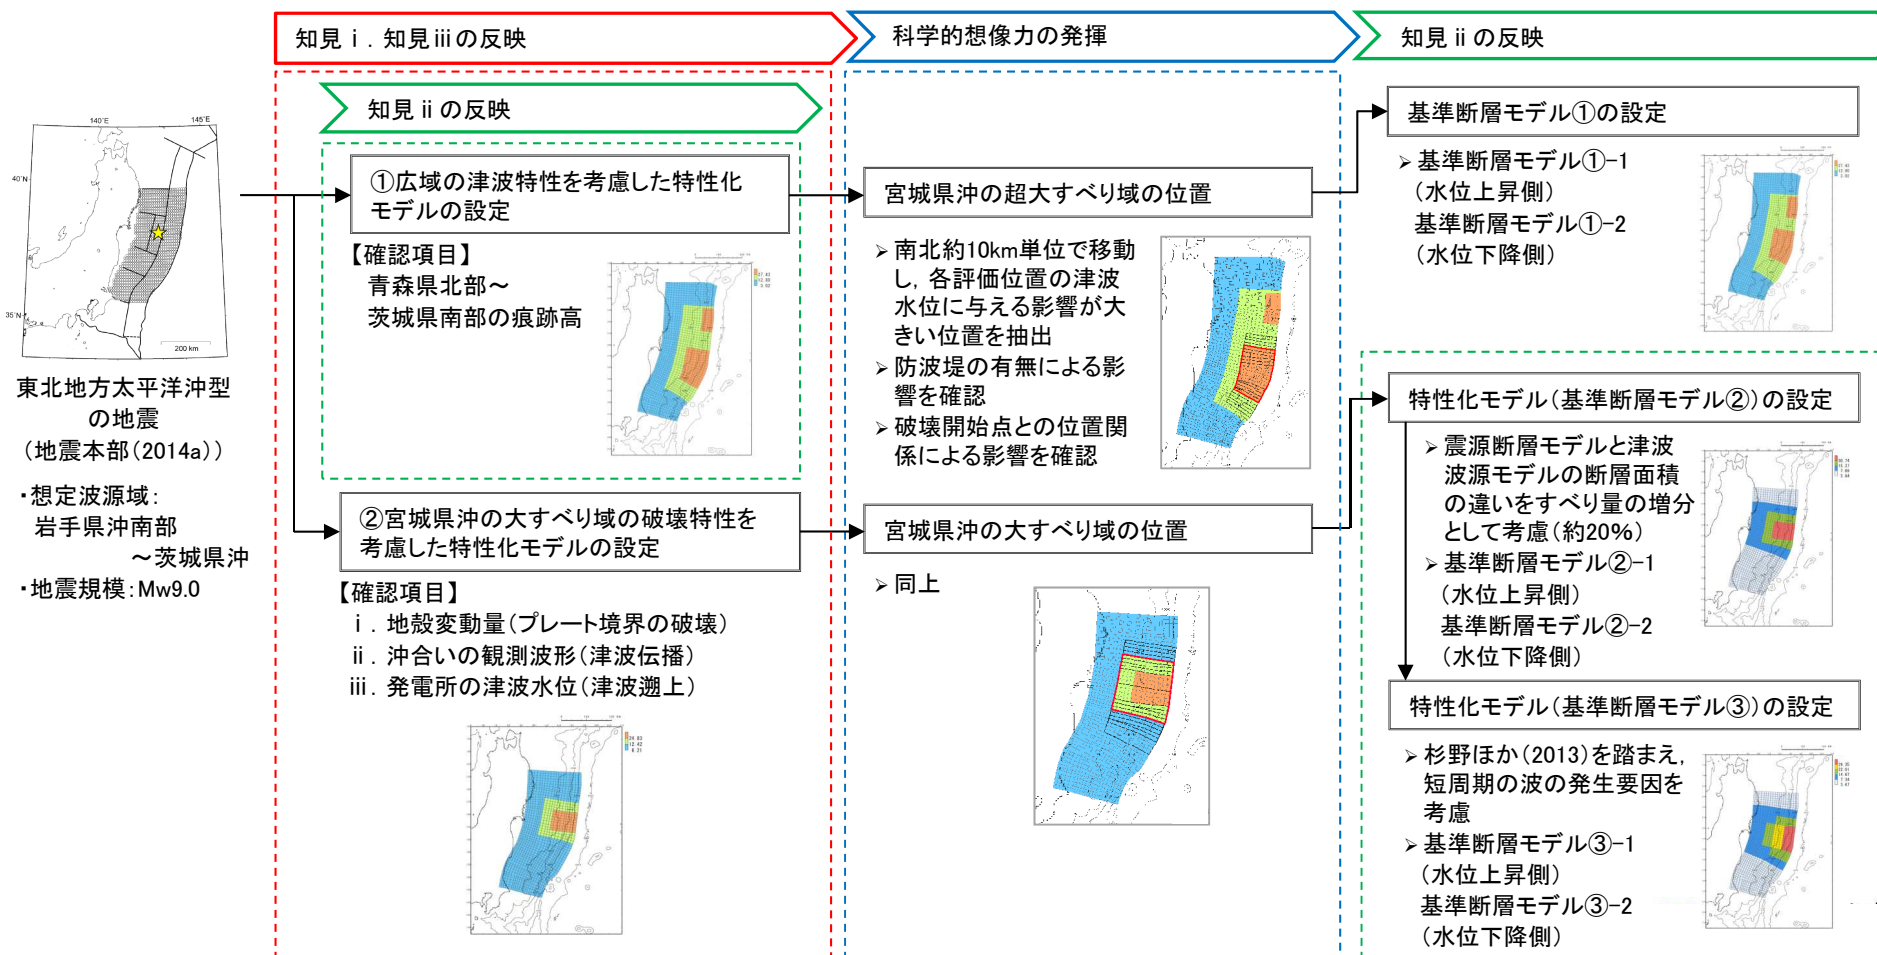 知見ⅰ．知見ⅲの反映
科学的想像力の発揮
知見ⅱの反映
知見ⅱの反映
140°E
145°E
40°N
35°N
200 km
東北地方太平洋沖型
の地震
（地震本部（2014a））
・想定波源域：
岩手県沖南部
～茨城県沖
・地震規模：Mw9.0
①広域の津波特性を考慮した特性化
モデルの設定
【確認項目】
青森県北部～
茨城県南部の痕跡高
②宮城県沖の大すべり域の破壊特性を
考慮した特性化モデルの設定
【確認項目】
ⅰ．地殻変動量（プレート境界の破壊）
ⅱ．沖合いの観測波形（津波伝播）
ⅲ．発電所の津波水位（津波遡上）
宮城県沖の超大すべり域の位置
➢南北約10km単位で移動
し，各評価位置の津波
水位に与える影響が大
きい位置を抽出
➢防波堤の有無による影
響を確認
➢破壊開始点との位置関
係による影響を確認
宮城県沖の大すべり域の位置
➢同上
基準断層モデル①の設定
➢基準断層モデル①-1
（水位上昇側）
基準断層モデル①-2
（水位下降側）
特性化モデル（基準断層モデル②）の設定
➢震源断層モデルと津波
波源モデルの断層面積
の違いをすべり量の増分
として考慮（約20%）
➢基準断層モデル②-1
（水位上昇側）
基準断層モデル②-2
（水位下降側）
特性化モデル（基準断層モデル③）の設定
➢杉野ほか（2013）を踏まえ，
短周期の波の発生要因を
考慮
➢基準断層モデル③-1
（水位上昇側）
基準断層モデル③-2
（水位下降側）